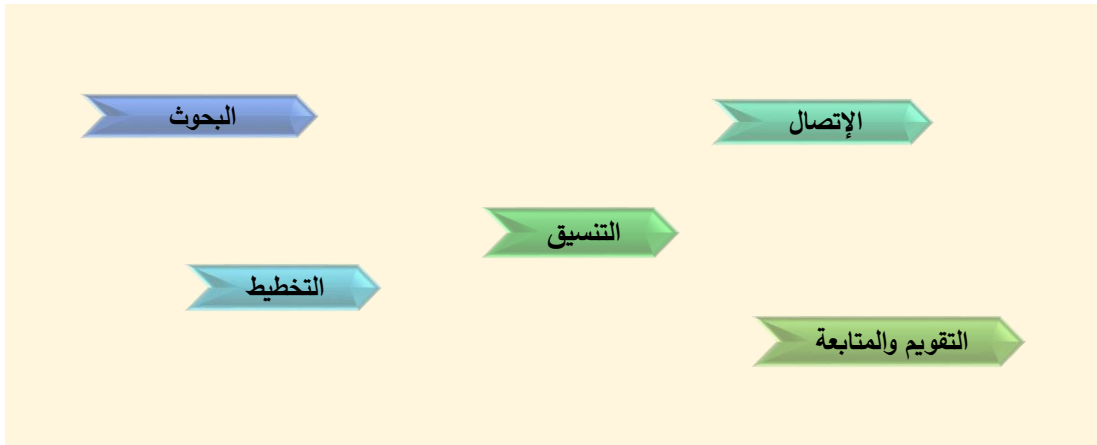 البحوث
الإتصال
التنسيق
التخطيط
التقويم والمتابعة